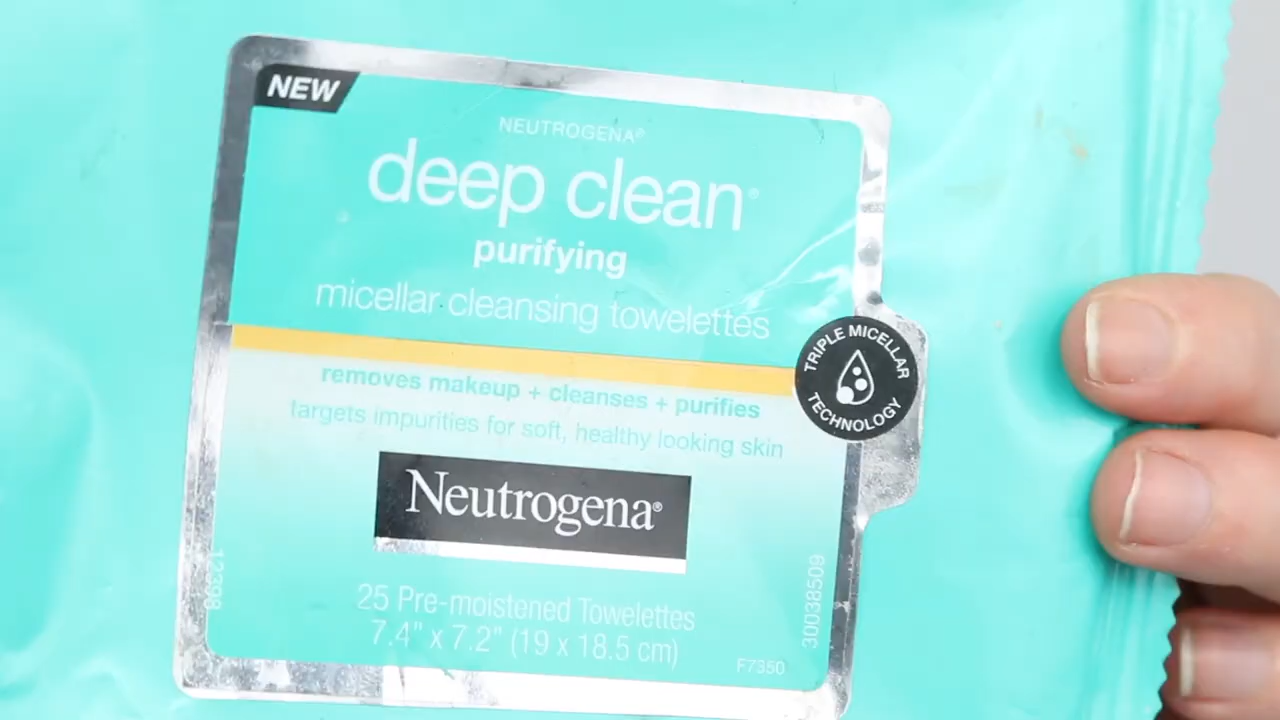 NEW
NEUTROGENA®
deep clean®
purifying
micellar cleansing towelettes
TRIPLE MICELLAR
TECHNOLOGY
removes makeup + cleanses + purifies
targets impurities for soft, healthy looking skin
Neutrogena®
25 Pre-moistened Towelettes
7.4" x 7.2" (19 x 18.5 cm)
12398
30038509
F7350